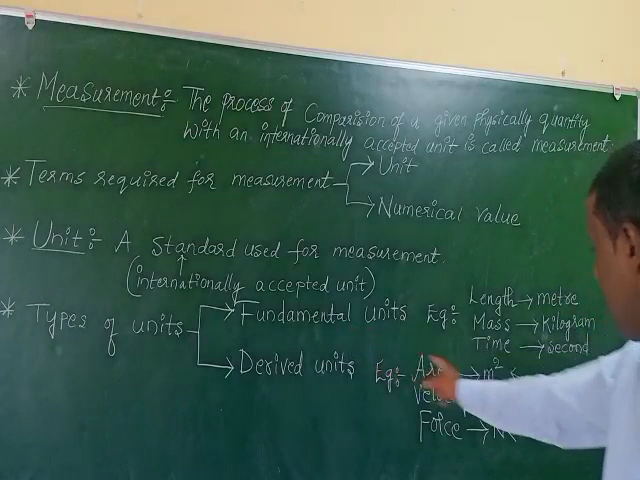 * Measurement:- The process of Comparision of a given physically quantity
with an internationally accepted unit is called measurement.
* Terms required for measurement → Unit
→ Numerical value
* Unit:- A Standard used for measurement.
(internationally accepted unit)
* Types of units → Fundamental units Eg:- Length → metre
Mass → Kilogram
Time → second
→ Derived units Eg:- → m²
Force → N